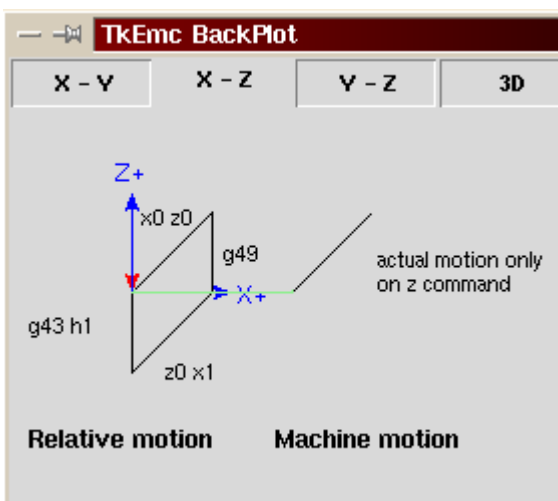 TkEmc BackPlot
X - Y
X - Z
Y - Z
3D
Z+
x0 z0
g49
actual motion only
on z command
X+
g43 h1
z0 x1
Relative motion
Machine motion